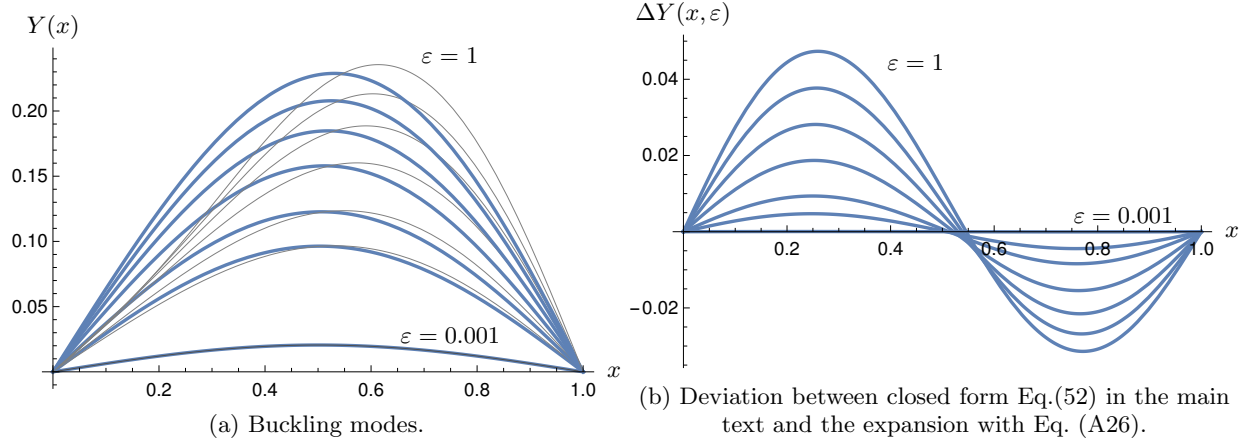 Y(x)
ε = 1
0.20
0.15
0.10
0.05
ε = 0.001
0.2
0.4
0.6
0.8
1.0
x
(a) Buckling modes.
ΔY(x, ε)
ε = 1
0.04
0.02
ε = 0.001
0.2
0.4
0.6
0.8
1.0
x
−0.02
(b) Deviation between closed form Eq.(52) in the main
text and the expansion with Eq. (A26).